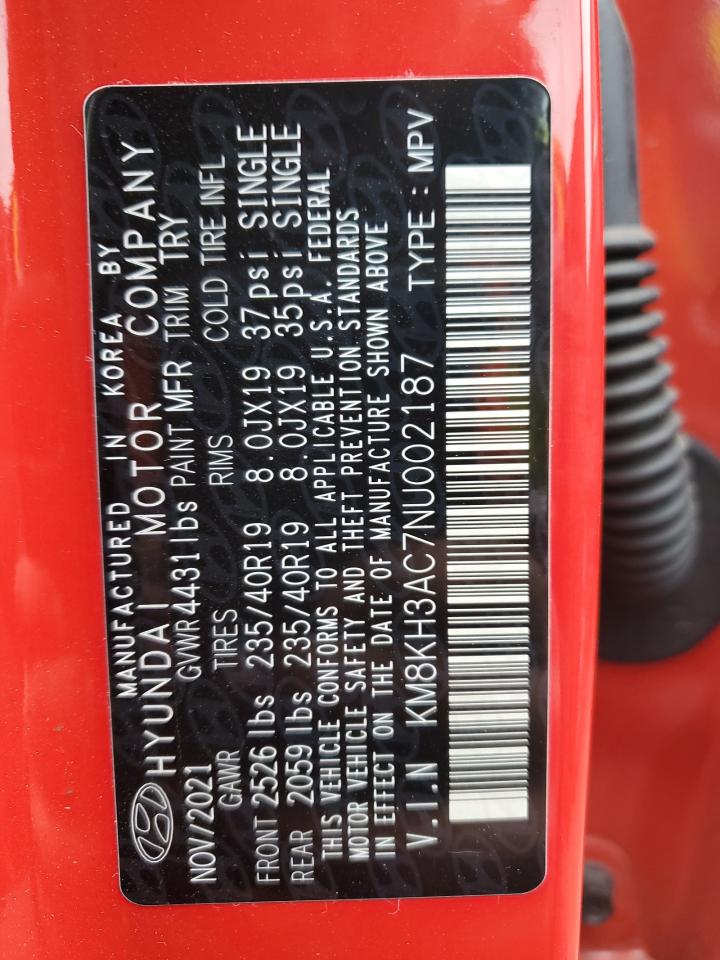 MANUFACTURED IN KOREA BY
HYUNDAI MOTOR COMPANY
NOV/2021 GVWR 4431 lbs PAINT MFR TRIM TRY
GAWR TIRES RIMS COLD TIRE INFL
FRONT 2526 lbs 235/40R19 8.0JX19 37psi SINGLE
REAR 2059 lbs 235/40R19 8.0JX19 35psi SINGLE
THIS VEHICLE CONFORMS TO ALL APPLICABLE U.S.A. FEDERAL
MOTOR VEHICLE SAFETY AND THEFT PREVENTION STANDARDS
IN EFFECT ON THE DATE OF MANUFACTURE SHOWN ABOVE
V.I.N KM8KH3AC7NU002187 TYPE : MPV